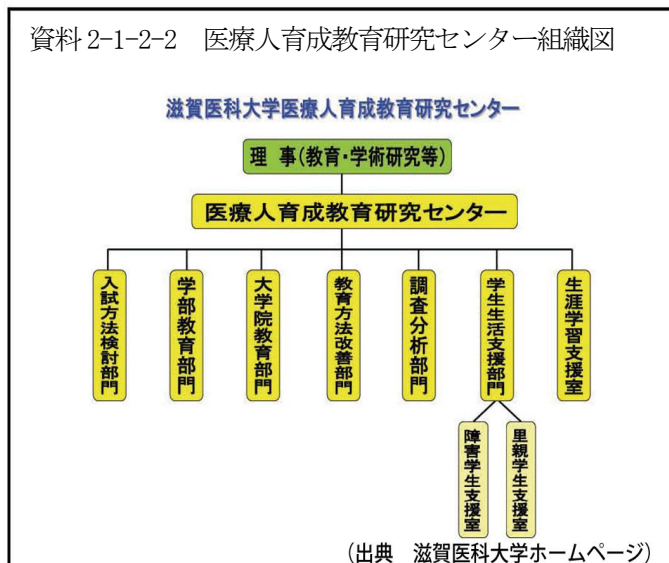 資料2-1-2-2　医療人育成教育研究センター組織図
滋賀医科大学医療人育成教育研究センター
理 事(教育・学術研究等)
医療人育成教育研究センター
入試方法検討部門
学部教育部門
大学院教育部門
教育方法改善部門
調査分析部門
学生生活支援部門
生涯学習支援室
障害学生支援室
里親学生支援室
(出典　滋賀医科大学ホームページ)